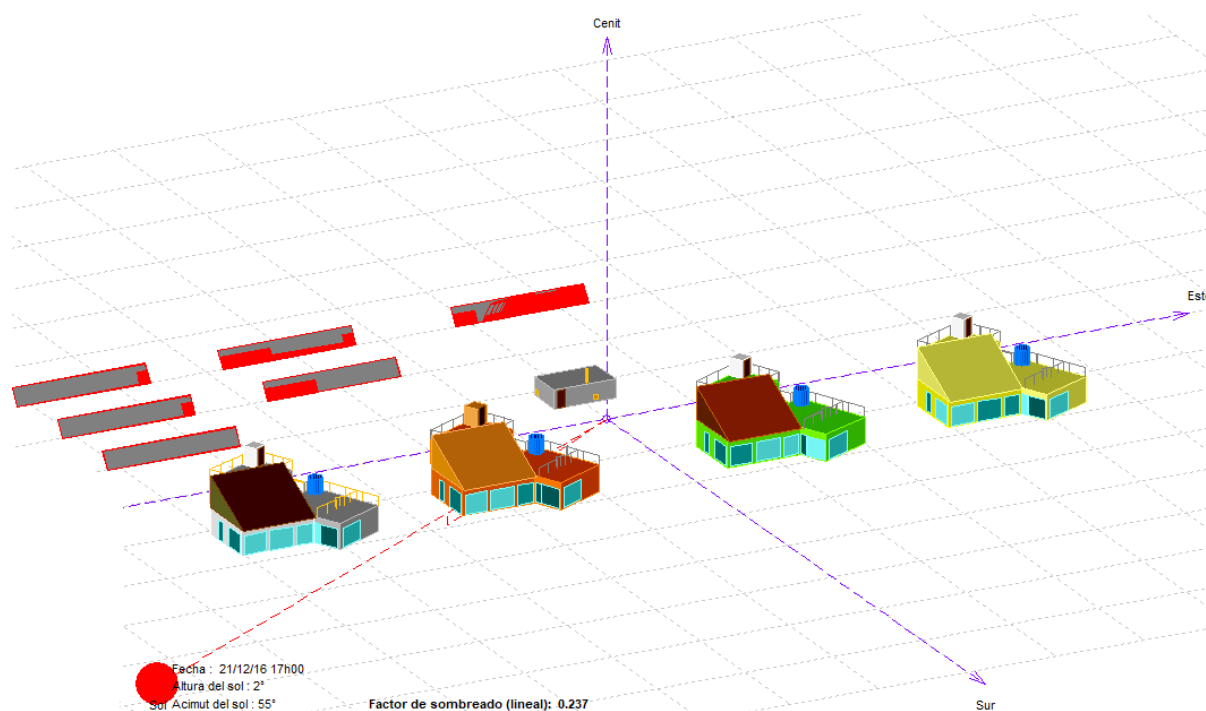 Cenit
Este
Fecha : 21/12/16 17h00
Altura del sol : 2°
Sol Acimut del sol : 55°
Factor de sombreado (lineal): 0.237
Sur